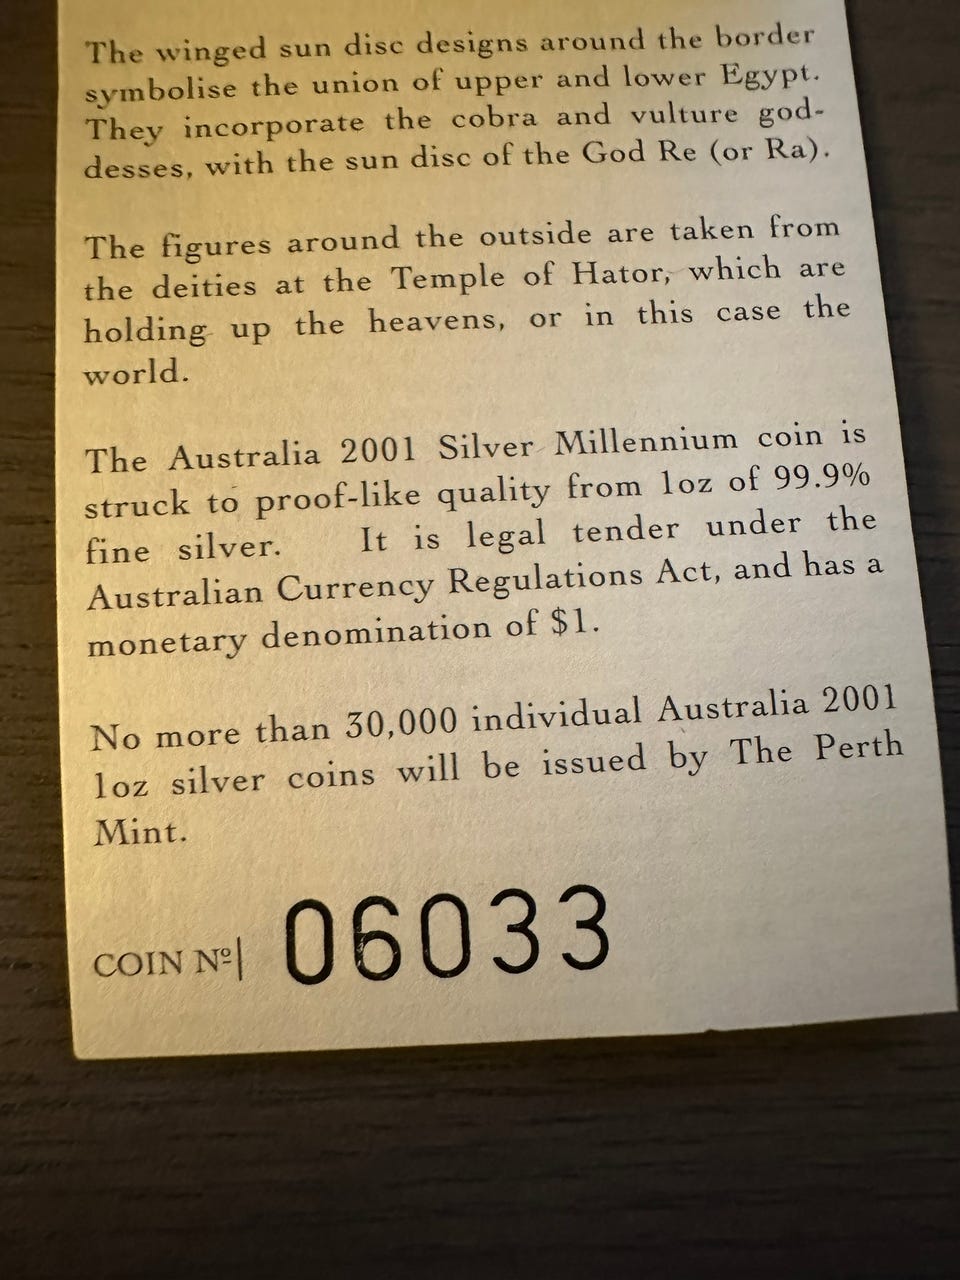 The winged sun disc designs around the border
symbolise the union of upper and lower Egypt.
They incorporate the cobra and vulture god-
desses, with the sun disc of the God Re (or Ra).
The figures around the outside are taken from
the deities at the Temple of Hator, which are
holding up the heavens, or in this case the
world.
The Australia 2001 Silver Millennium coin is
struck to proof-like quality from 1oz of 99.9%
fine silver. It is legal tender under the
Australian Currency Regulations Act, and has a
monetary denomination of $1.
No more than 30,000 individual Australia 2001
1oz silver coins will be issued by The Perth
Mint.
COIN Nº| 06033